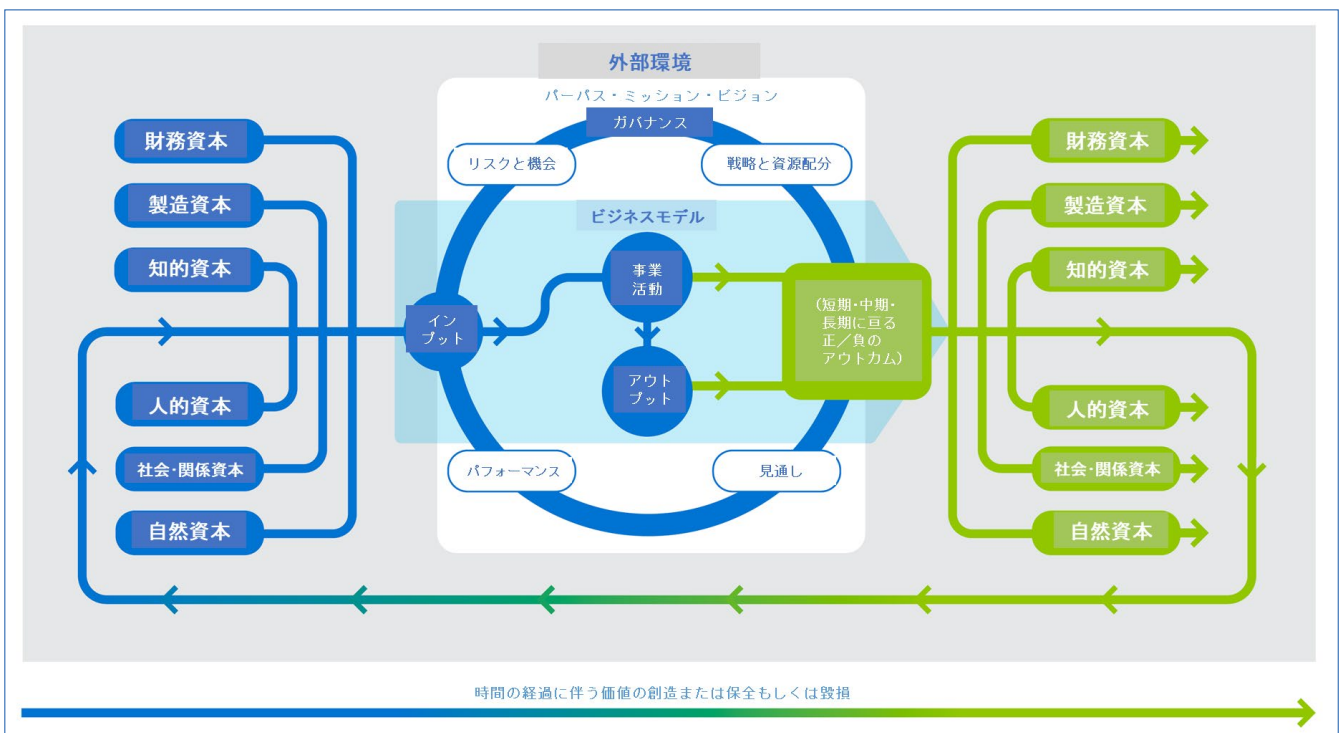 外部環境
パーパス・ミッション・ビジョン
ガバナンス
リスクと機会
戦略と資源配分
財務資本
製造資本
知的資本
人的資本
社会・関係資本
自然資本
ビジネスモデル
イン
プット
事業
活動
アウト
プット
(短期・中期・
長期に亘る
正/負の
アウトカム)
パフォーマンス
見通し
財務資本
製造資本
知的資本
人的資本
社会・関係資本
自然資本
時間の経過に伴う価値の創造または保全もしくは毀損